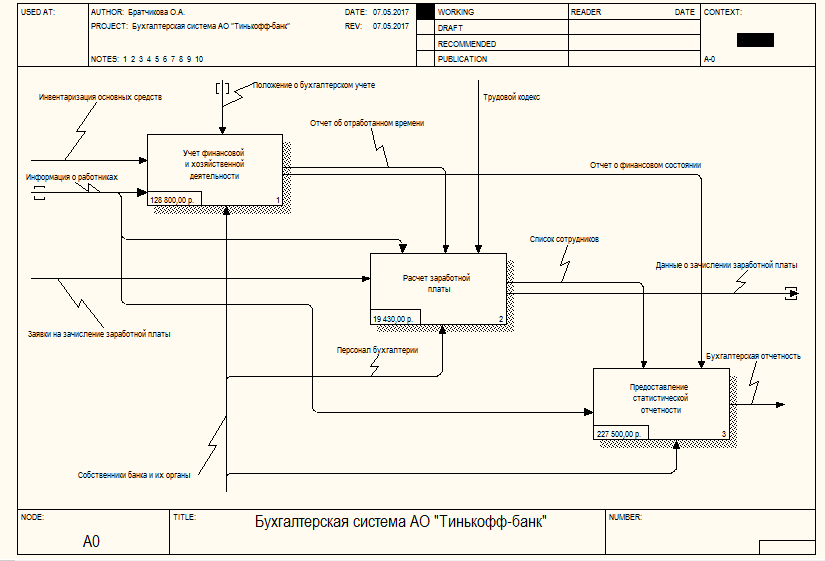 USED AT:
AUTHOR: Братчикова О.А.
DATE: 07.05.2017
PROJECT: Бухгалтерская система АО "Тинькофф-банк"
REV: 07.05.2017
NOTES: 1 2 3 4 5 6 7 8 9 10
WORKING
DRAFT
RECOMMENDED
PUBLICATION
READER
DATE
CONTEXT:
A-0
Положение о бухгалтерском учете
Инвентаризация основных средств
Трудовой кодекс
Отчет об отработанном времени
Учет финансовой
и хозяйственной
деятельности
128 800,00 р.
1
Отчет о финансовом состоянии
Информация о работниках
Список сотрудников
Данные о зачислении заработной платы
Расчет заработной
платы
19 430,00 р.
2
Заявки на зачисление заработной платы
Персонал бухгалтерии
Бухгалтерская отчетность
Предоставление
статистической
отчетности
227 500,00 р.
3
Собственники банка и их органы
NODE:
A0
TITLE:
Бухгалтерская система АО "Тинькофф-банк"
NUMBER: